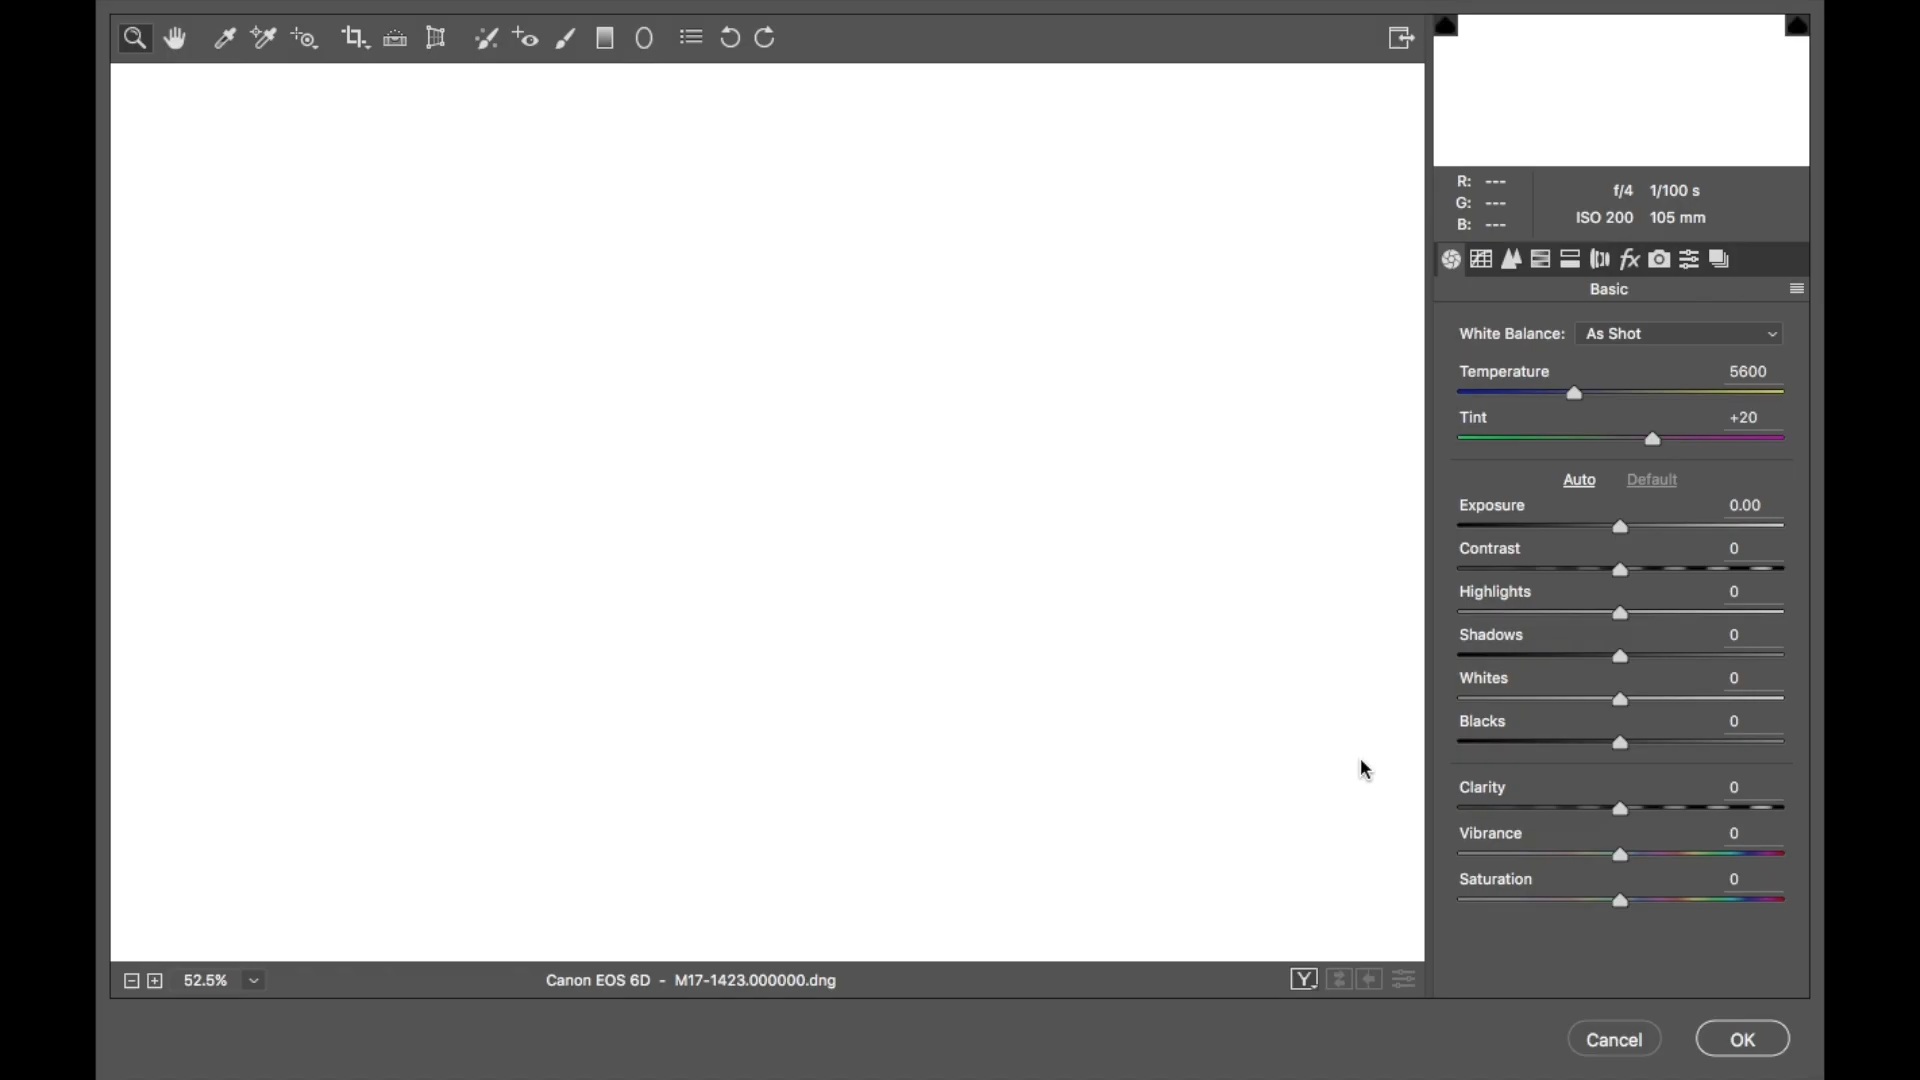 R: ---
G: ---
B: ---
f/4 1/100 s
ISO 200 105 mm
fx
Basic
White Balance: As Shot
Temperature 5600
Tint +20
Auto Default
Exposure 0.00
Contrast 0
Highlights 0
Shadows 0
Whites 0
Blacks 0
Clarity 0
Vibrance 0
Saturation 0
52.5% Canon EOS 6D - M17-1423.000000.dng Y
Cancel OK